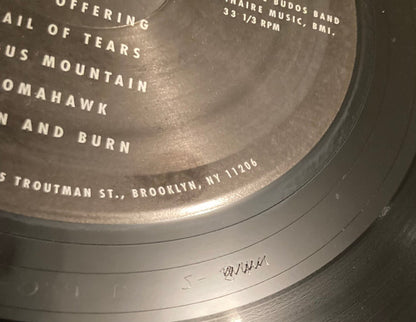 OFFERING
AIL OF TEARS
US MOUNTAIN
OMAHAWK
N AND BURN
BUDOS BAND
NAIRE MUSIC, BMI.
33 1/3 RPM
S TROUTMAN ST., BROOKLYN, NY 11206